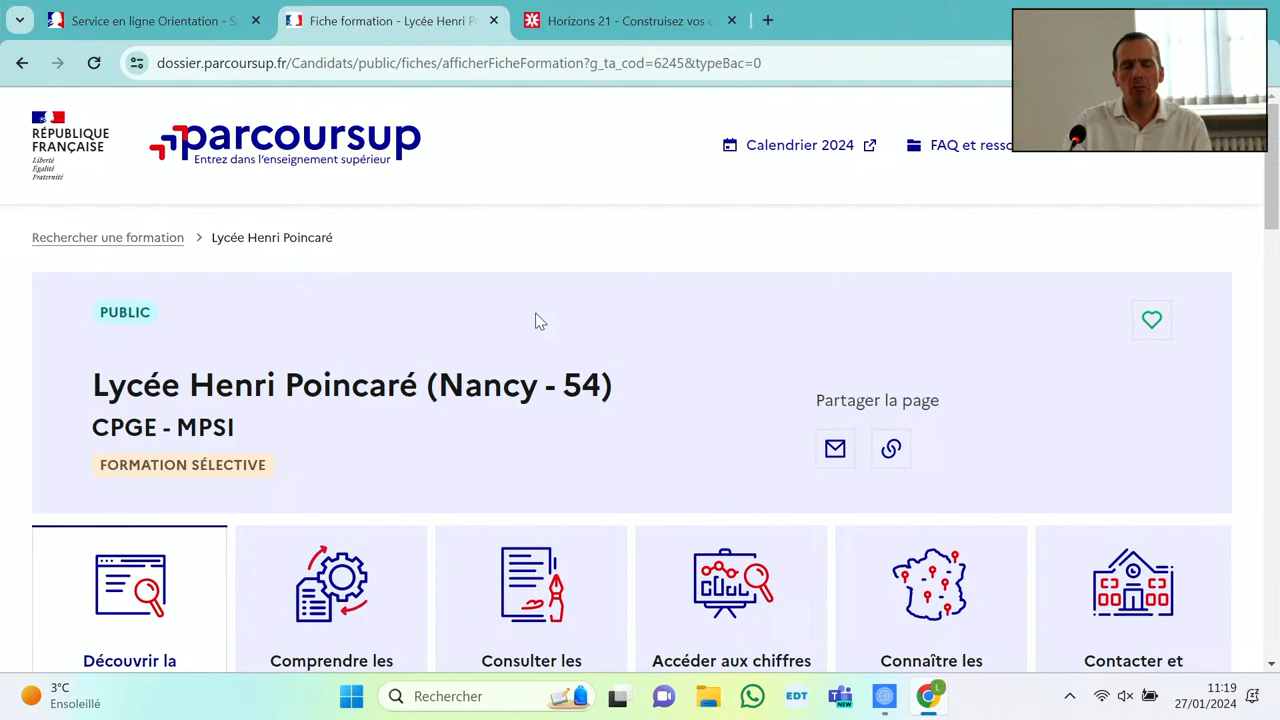 Service en ligne Orientation - S
Fiche formation - Lycée Henri P
Horizons 21 - Construisez vos c
dossier.parcoursup.fr/Candidats/public/fiches/afficherFicheFormation?g_ta_cod=6245&typeBac=0
RÉPUBLIQUE
FRANÇAISE
Liberté
Égalité
Fraternité
parcoursup
Entrez dans l'enseignement supérieur
Calendrier 2024
FAQ et resso
Rechercher une formation > Lycée Henri Poincaré
PUBLIC
Lycée Henri Poincaré (Nancy - 54)
CPGE - MPSI
FORMATION SÉLECTIVE
Partager la page
Découvrir la
Comprendre les
Consulter les
Accéder aux chiffres
Connaître les
Contacter et
3°C
Ensoleillé
Rechercher
EDT
NEW
L
11:19
27/01/2024